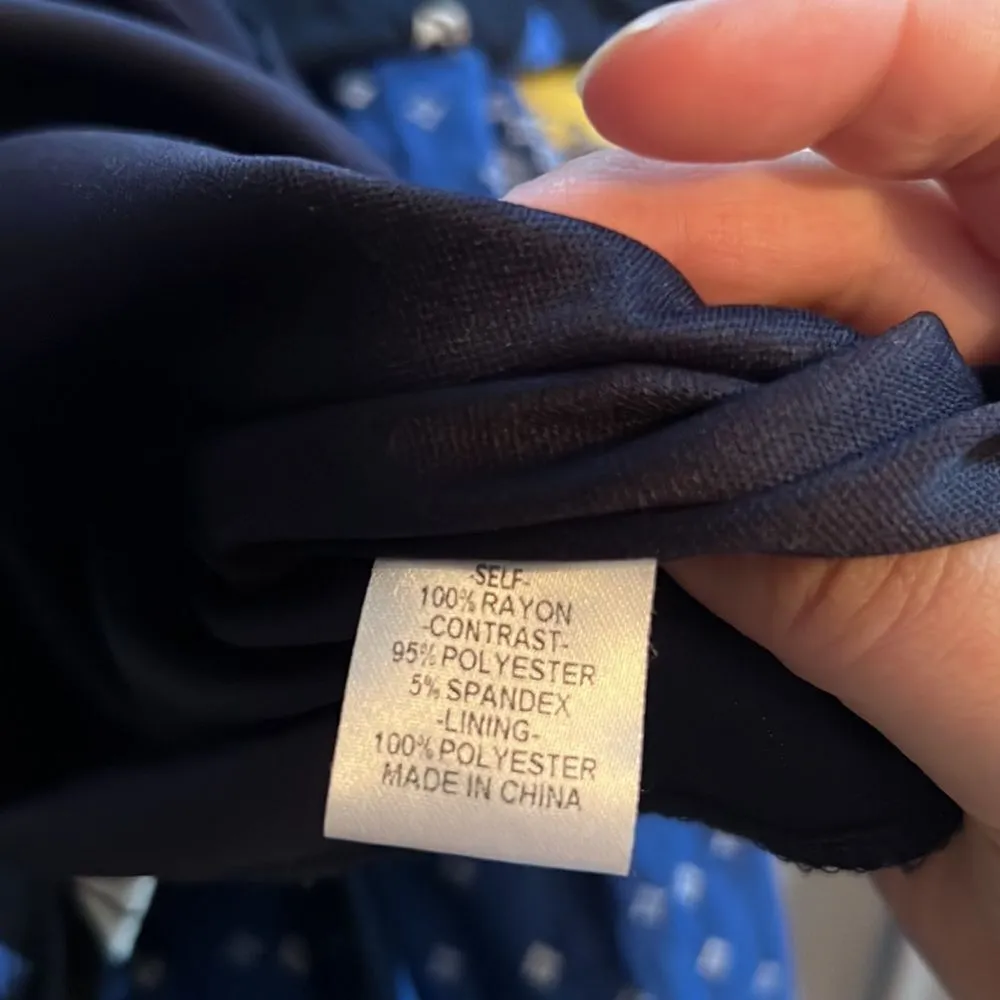 -SELF-
100% RAYON
-CONTRAST-
95% POLYESTER
5% SPANDEX
-LINING-
100% POLYESTER
MADE IN CHINA